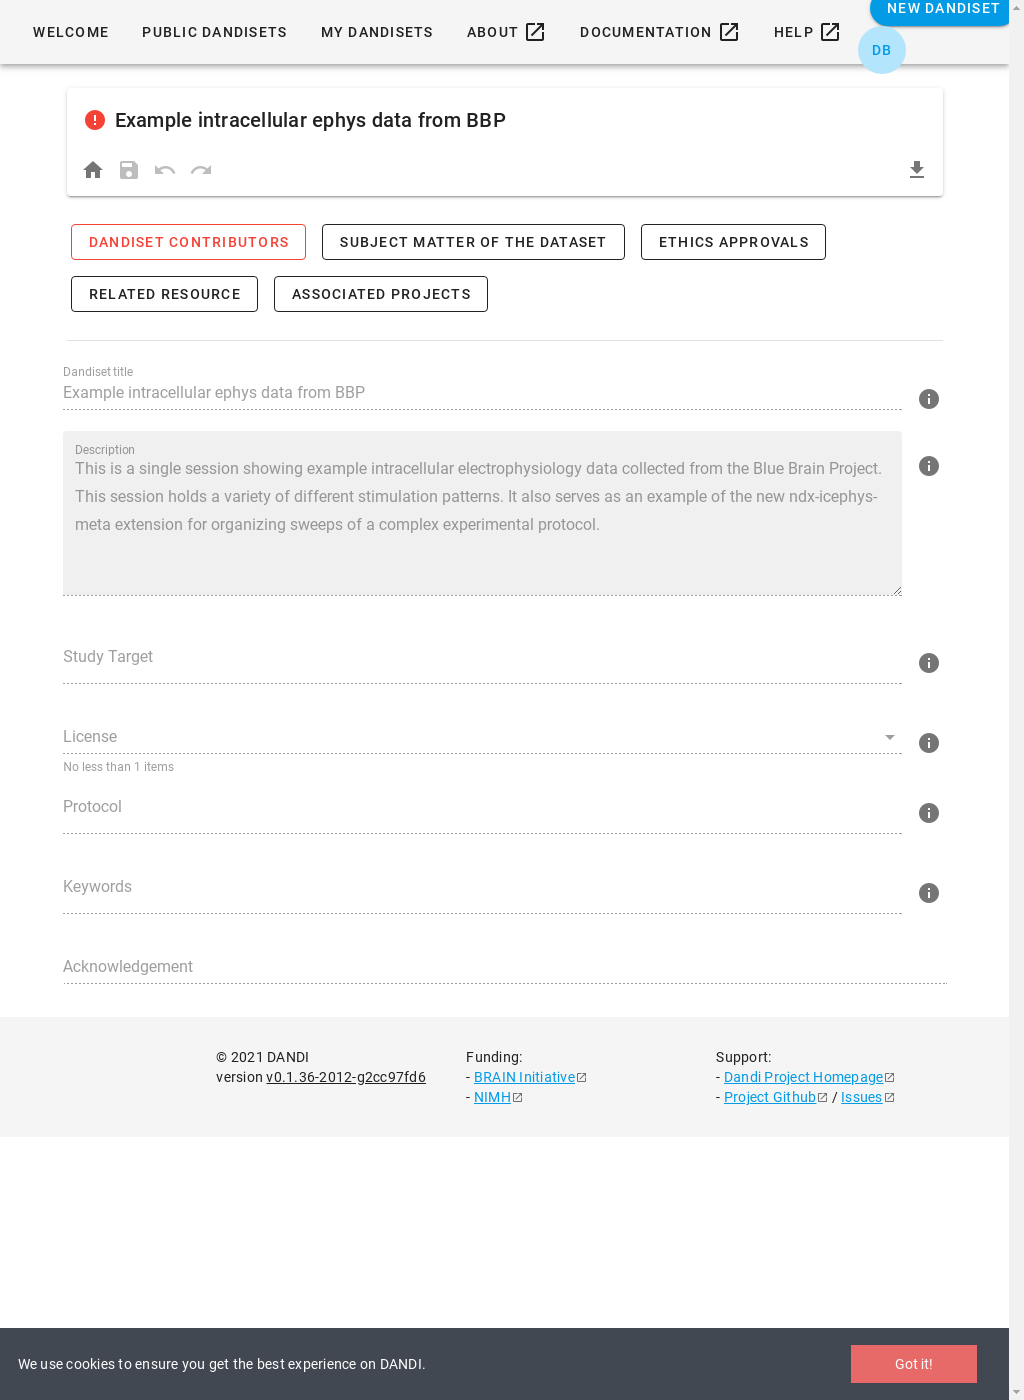 WELCOME PUBLIC DANDISETS MY DANDISETS ABOUT DOCUMENTATION HELP NEW DANDISET
DB
Example intracellular ephys data from BBP
DANDISET CONTRIBUTORS SUBJECT MATTER OF THE DATASET ETHICS APPROVALS
RELATED RESOURCE ASSOCIATED PROJECTS
Dandiset title
Example intracellular ephys data from BBP
Description
This is a single session showing example intracellular electrophysiology data collected from the Blue Brain Project.
This session holds a variety of different stimulation patterns. It also serves as an example of the new ndx-icephys-
meta extension for organizing sweeps of a complex experimental protocol.
Study Target
License
No less than 1 items
Protocol
Keywords
Acknowledgement
© 2021 DANDI
version v0.1.36-2012-g2cc97fd6
Funding:
- BRAIN Initiative
- NIMH
Support:
- Dandi Project Homepage
- Project Github / Issues
We use cookies to ensure you get the best experience on DANDI.
Got it!